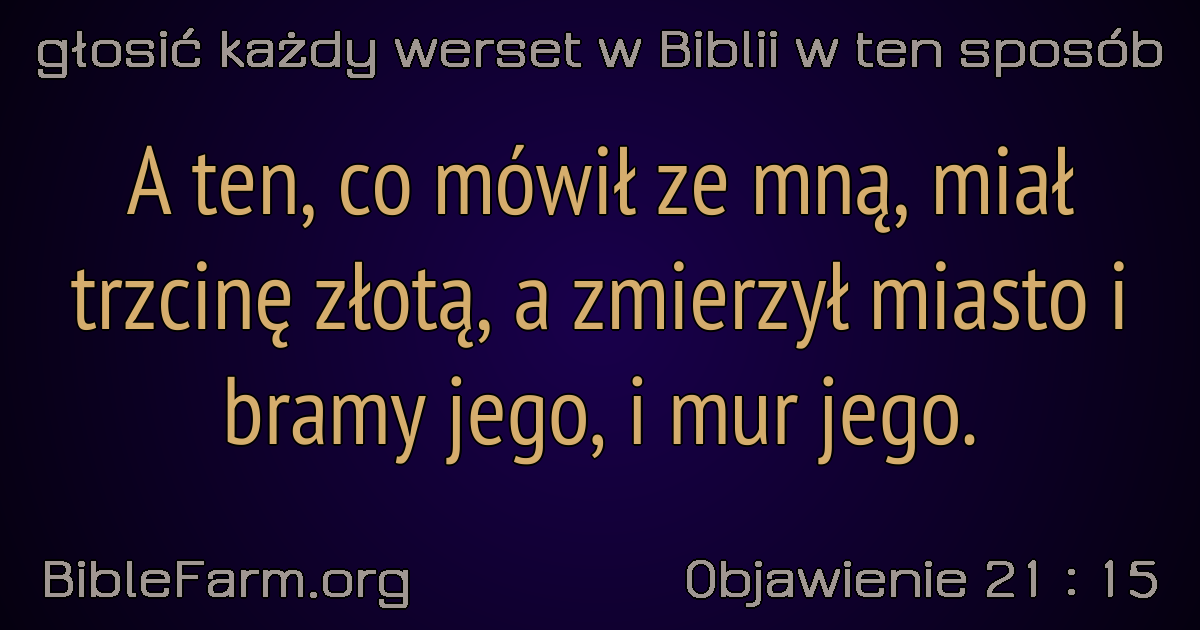 głosić każdy werset w Biblii w ten sposób
A ten, co mówił ze mną, miał
trzcinę złotą, a zmierzył miasto i
bramy jego, i mur jego.
BibleFarm.org
Objawienie 21 : 15